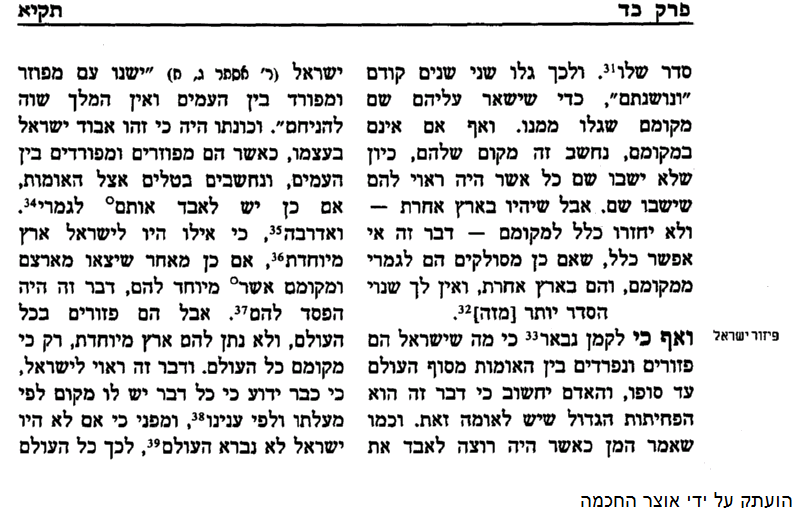 פרק כד
תקיא
סדר שלו31. ולכך גלו שני שנים קודם
"ונושנתם", כדי שישאר עליהם שם
מקומם שגלו ממנו. ואף אם אינם
במקומם, נחשב זה מקום שלהם, כיון
שלא ישבו שם כל אשר היה ראוי להם
שישבו שם. אבל שיהיו בארץ אחרת –
ולא יחזרו כלל למקומם – דבר זה אי
אפשר כלל, שאם כן מסולקים הם לגמרי
ממקומם, והם בארץ אחרת, ואין לך שנוי
הסדר יותר [מזה]32.
ואף כי לקמן נבאר33 כי מה שישראל הם
פזורים ונפרדים בין האומות מסוף העולם
עד סופו, והאדם יחשוב כי דבר זה הוא
הפחיתות הגדול שיש לאומה זאת. וכמו
שאמר המן כאשר היה רוצה לאבד את
פיזור ישראל
ישראל (ר' אסתר ג, ח) "ישנו עם מפוזר
ומפורד בין העמים ואין המלך שוה
להניחם". וכונתו היה כי זהו אבוד ישראל
בעצמו, כאשר הם מפוזרים ומפורדים בין
העמים, ונחשבים בטלים אצל האומות,
אם כן יש לאבד אותם° לגמרי34.
ואדרבה35, כי אילו היו לישראל ארץ
מיוחדת36, אם כן מאחר שיצאו מארצם
ומקומם אשר° מיוחד להם, דבר זה היה
הפסד להם37. אבל הם פזורים בכל
העולם, ולא נתן להם ארץ מיוחדת, רק כי
מקומם כל העולם. ודבר זה ראוי לישראל,
כי כבר ידוע כי כל דבר יש לו מקום לפי
מעלתו ולפי ענינו38, ומפני כי אם לא היו
ישראל לא נברא העולם39, לכך כל העולם
הועתק על ידי אוצר החכמה